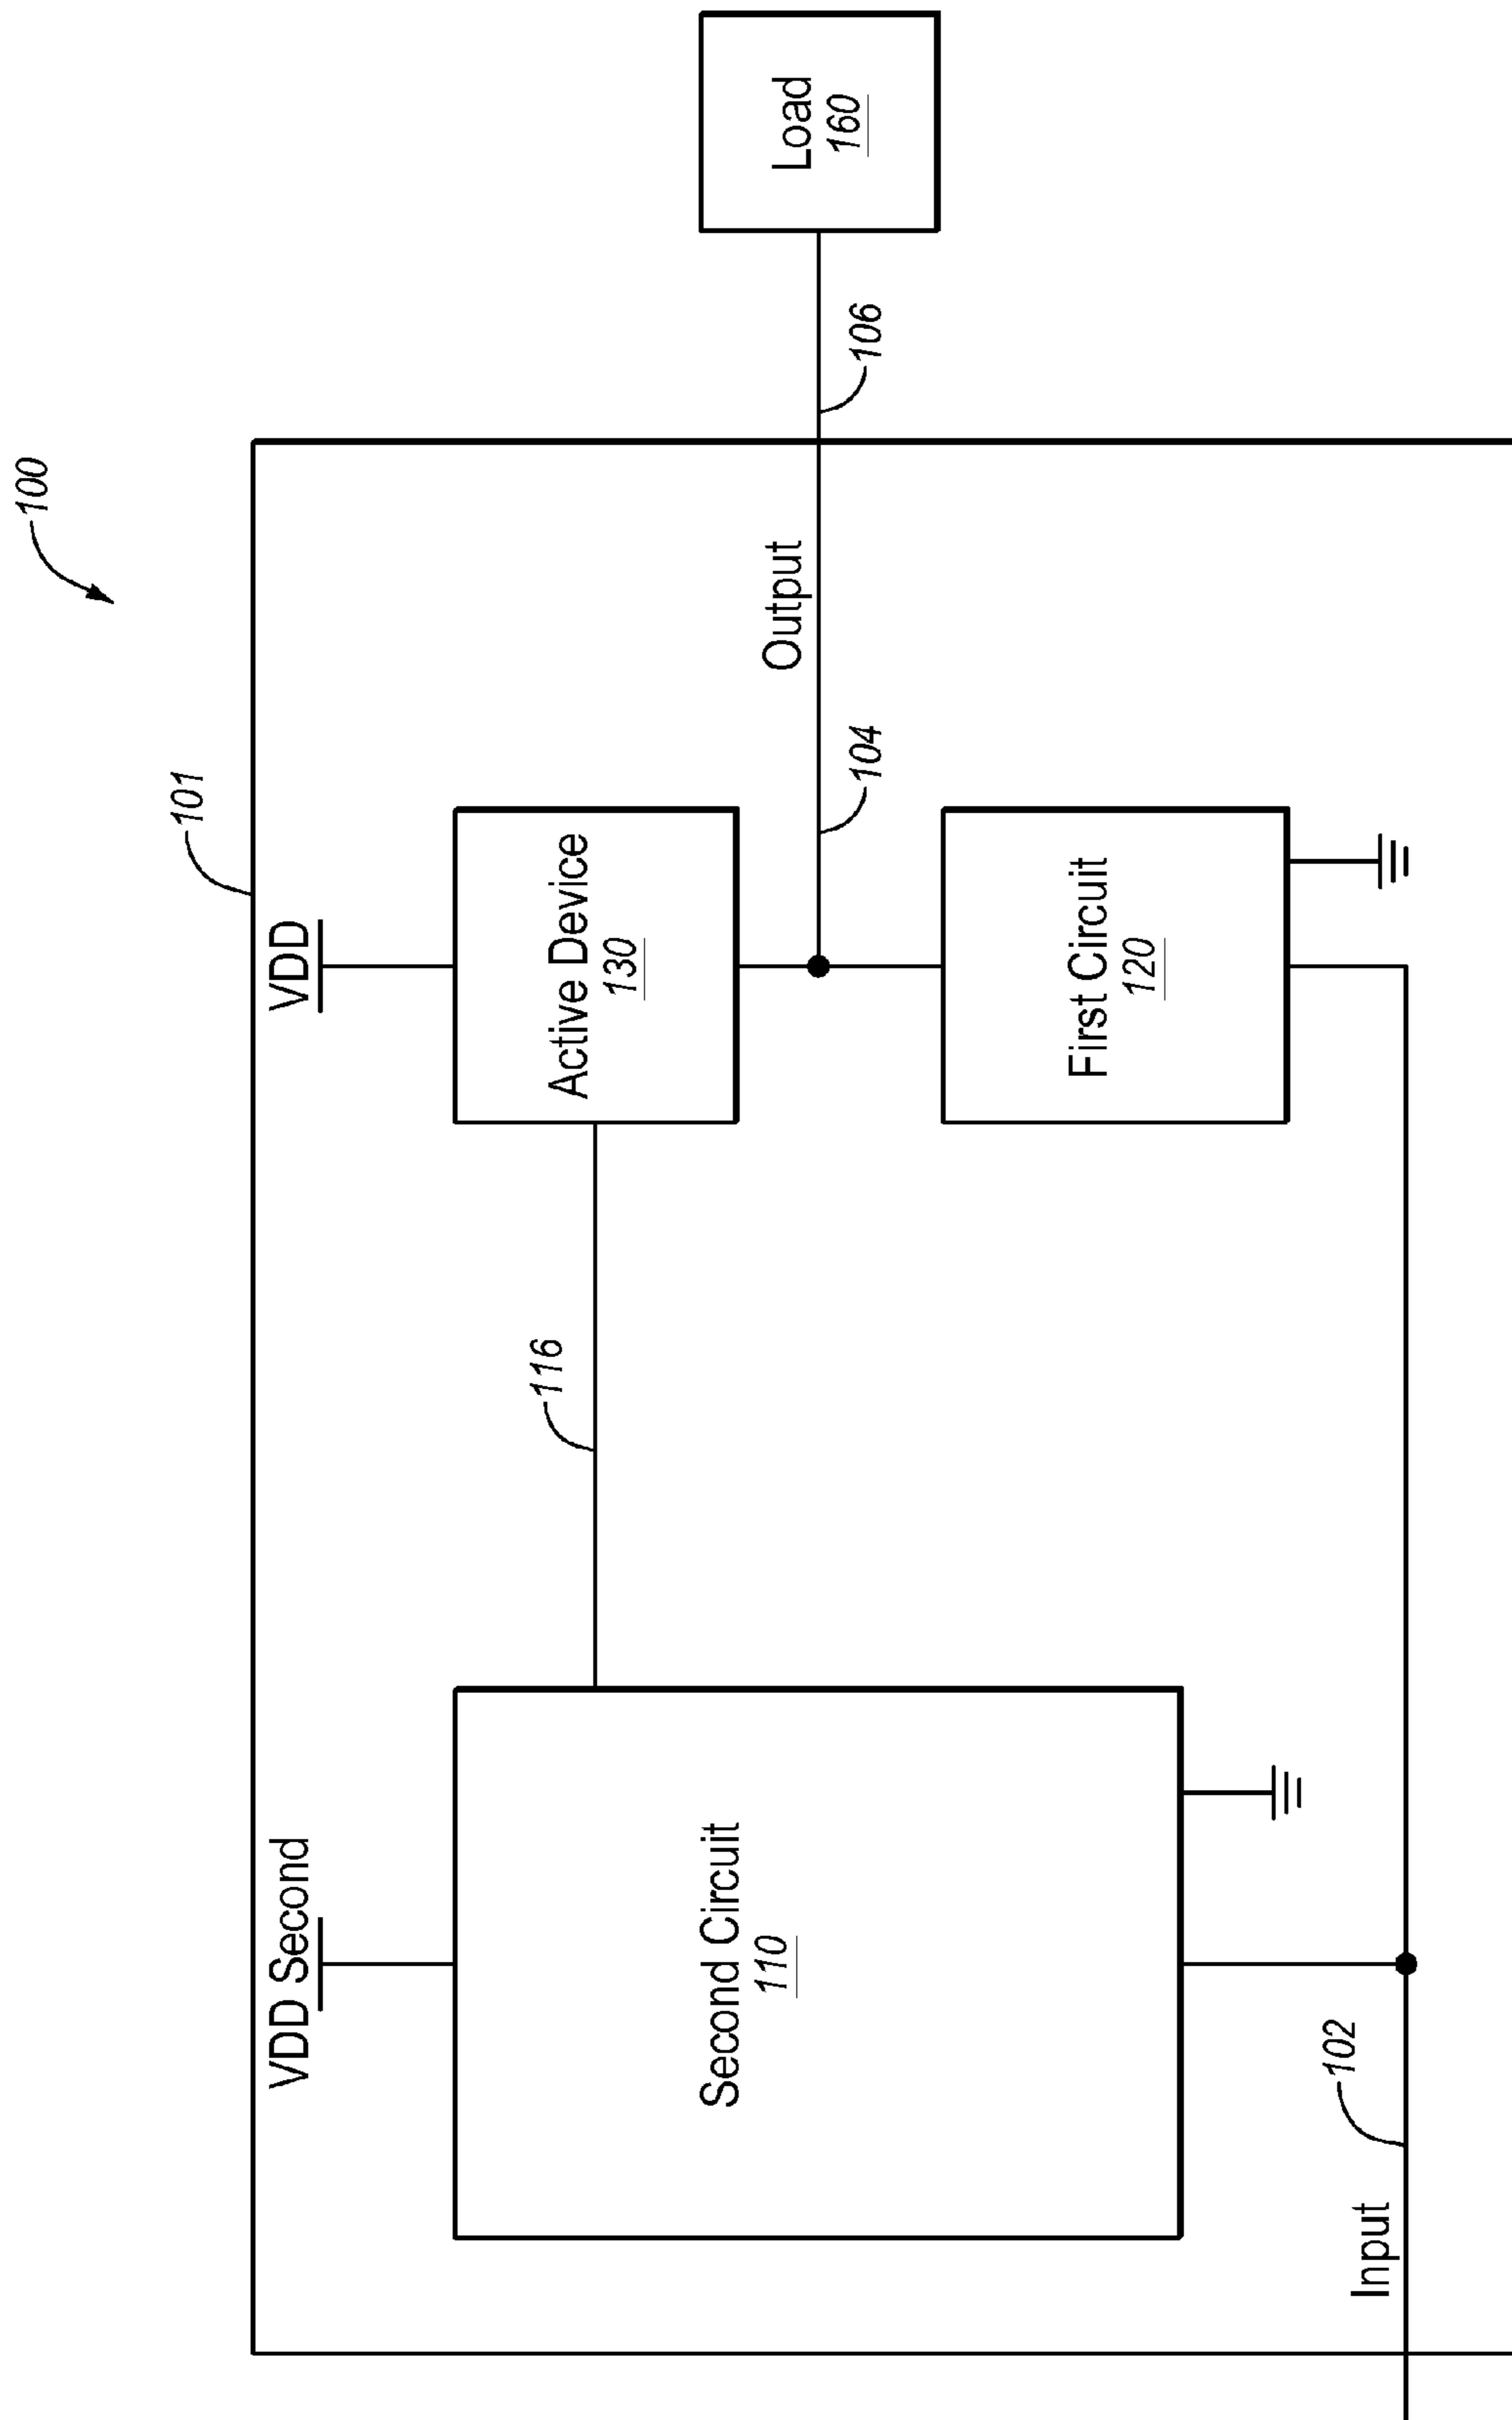 100
101
VDD Second
VDD
Second Circuit
110
116
Active Device
130
Output
104
106
Load
160
First Circuit
120
Input
102